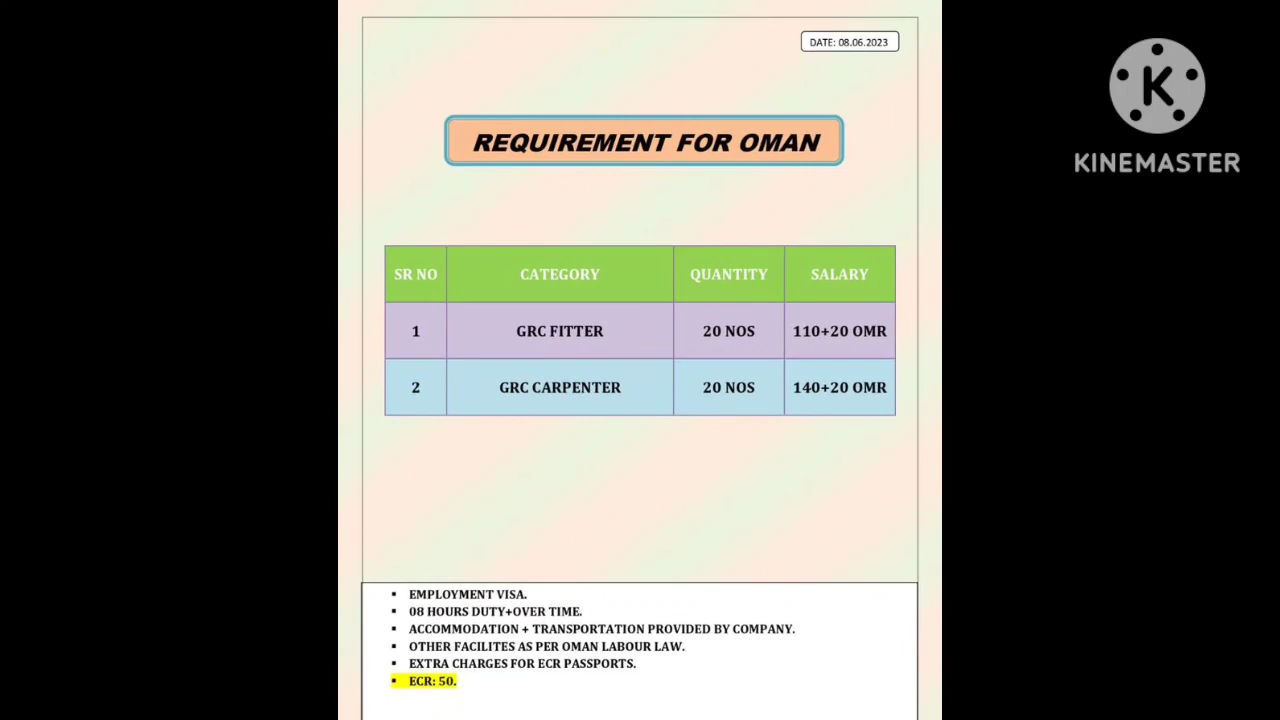 DATE: 08.06.2023
K
KINEMASTER
REQUIREMENT FOR OMAN
SR NO CATEGORY QUANTITY SALARY
1 GRC FITTER 20 NOS 110+20 OMR
2 GRC CARPENTER 20 NOS 140+20 OMR
▪ EMPLOYMENT VISA.
▪ 08 HOURS DUTY+OVER TIME.
▪ ACCOMMODATION + TRANSPORTATION PROVIDED BY COMPANY.
▪ OTHER FACILITES AS PER OMAN LABOUR LAW.
▪ EXTRA CHARGES FOR ECR PASSPORTS.
▪ ECR: 50.